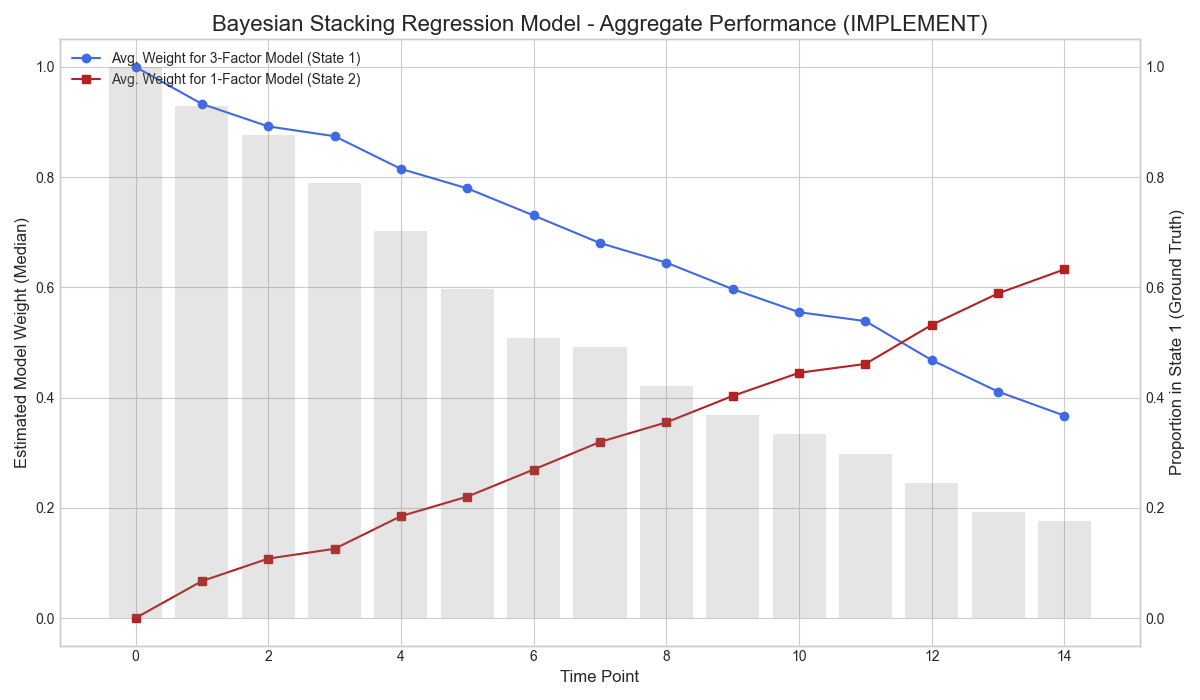 Bayesian Stacking Regression Model - Aggregate Performance (IMPLEMENT)
Avg. Weight for 3-Factor Model (State 1)
Avg. Weight for 1-Factor Model (State 2)
Estimated Model Weight (Median)
1.0
0.8
0.6
0.4
0.2
0.0
1.0
0.8
0.6
0.4
0.2
0.0
Proportion in State 1 (Ground Truth)
0 2 4 6 8 10 12 14
Time Point